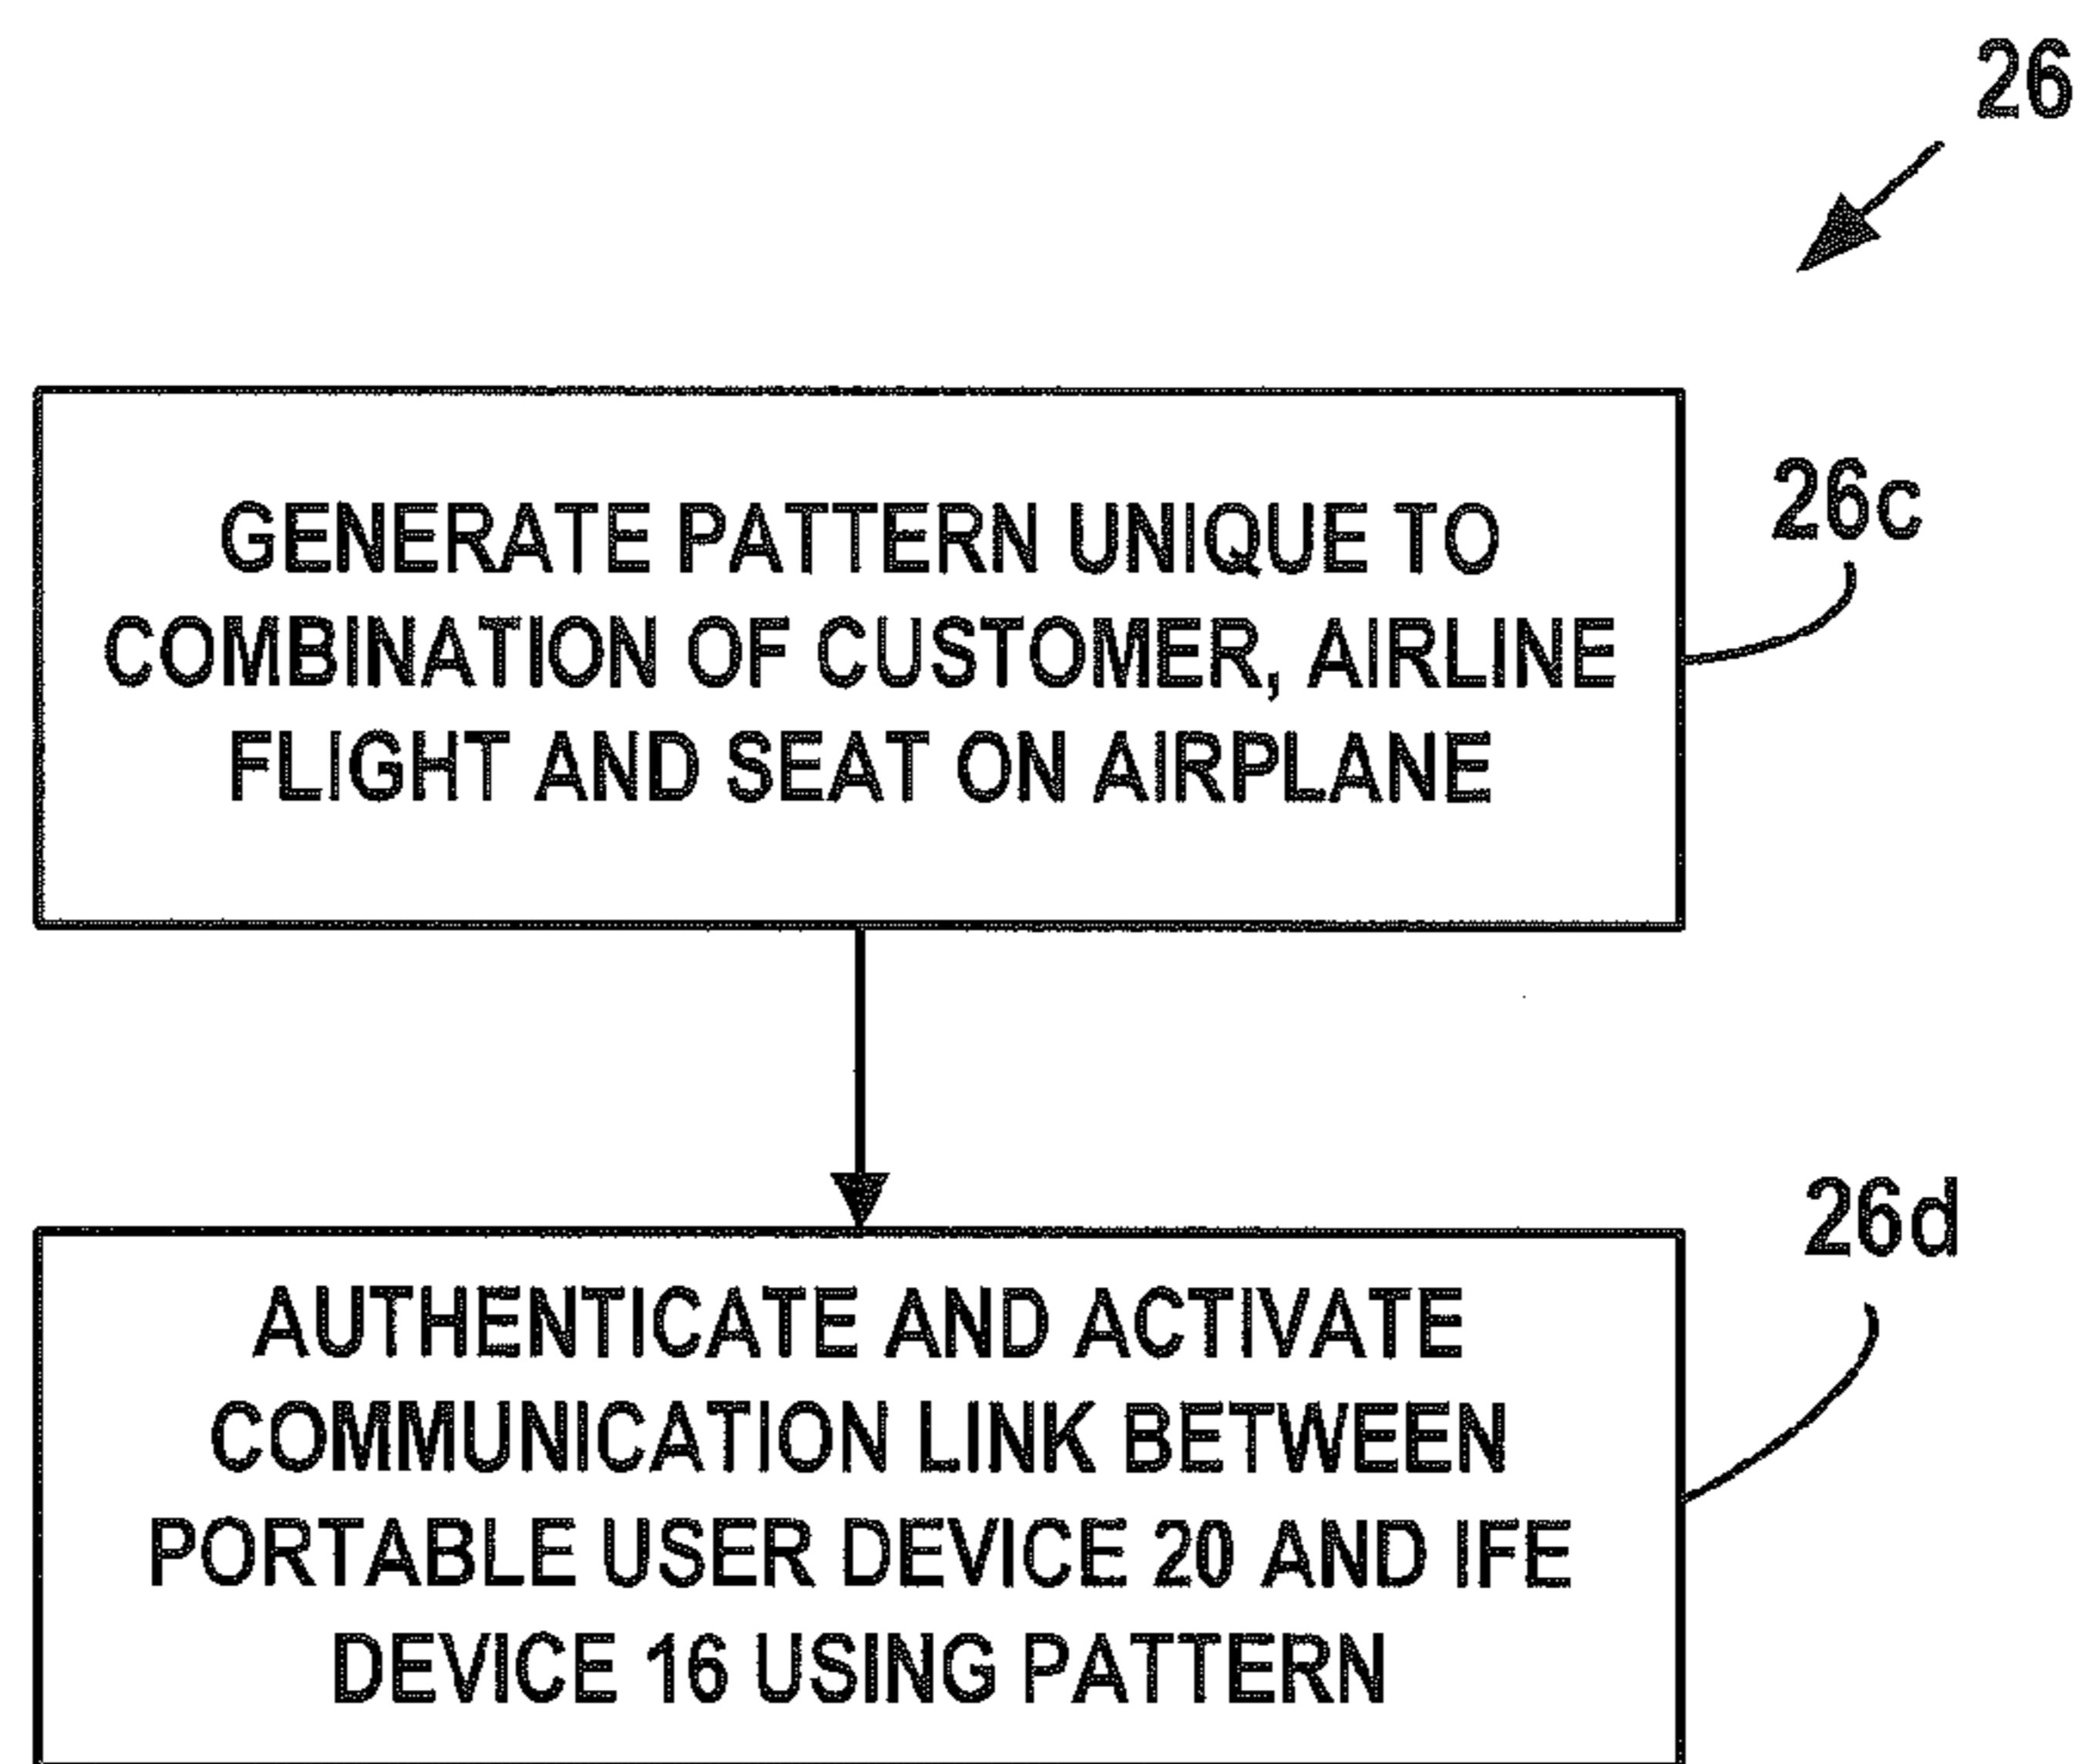 26
GENERATE PATTERN UNIQUE TO
COMBINATION OF CUSTOMER, AIRLINE
FLIGHT AND SEAT ON AIRPLANE
26c
AUTHENTICATE AND ACTIVATE
COMMUNICATION LINK BETWEEN
PORTABLE USER DEVICE 20 AND IFE
DEVICE 16 USING PATTERN
26d